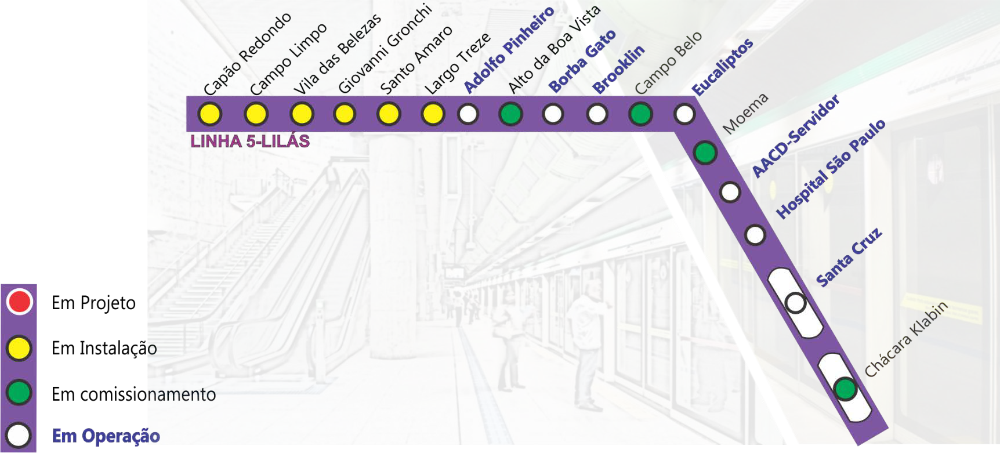 Capão Redondo
Campo Limpo
Vila das Belezas
Giovanni Gronchi
Santo Amaro
Largo Treze
Adolfo Pinheiro
Alto da Boa Vista
Borba Gato
Brooklin
Campo Belo
Eucaliptos
Moema
AACD-Servidor
Hospital São Paulo
Santa Cruz
Chácara Klabin
LINHA 5-LILÁS
Em Projeto
Em Instalação
Em comissionamento
Em Operação